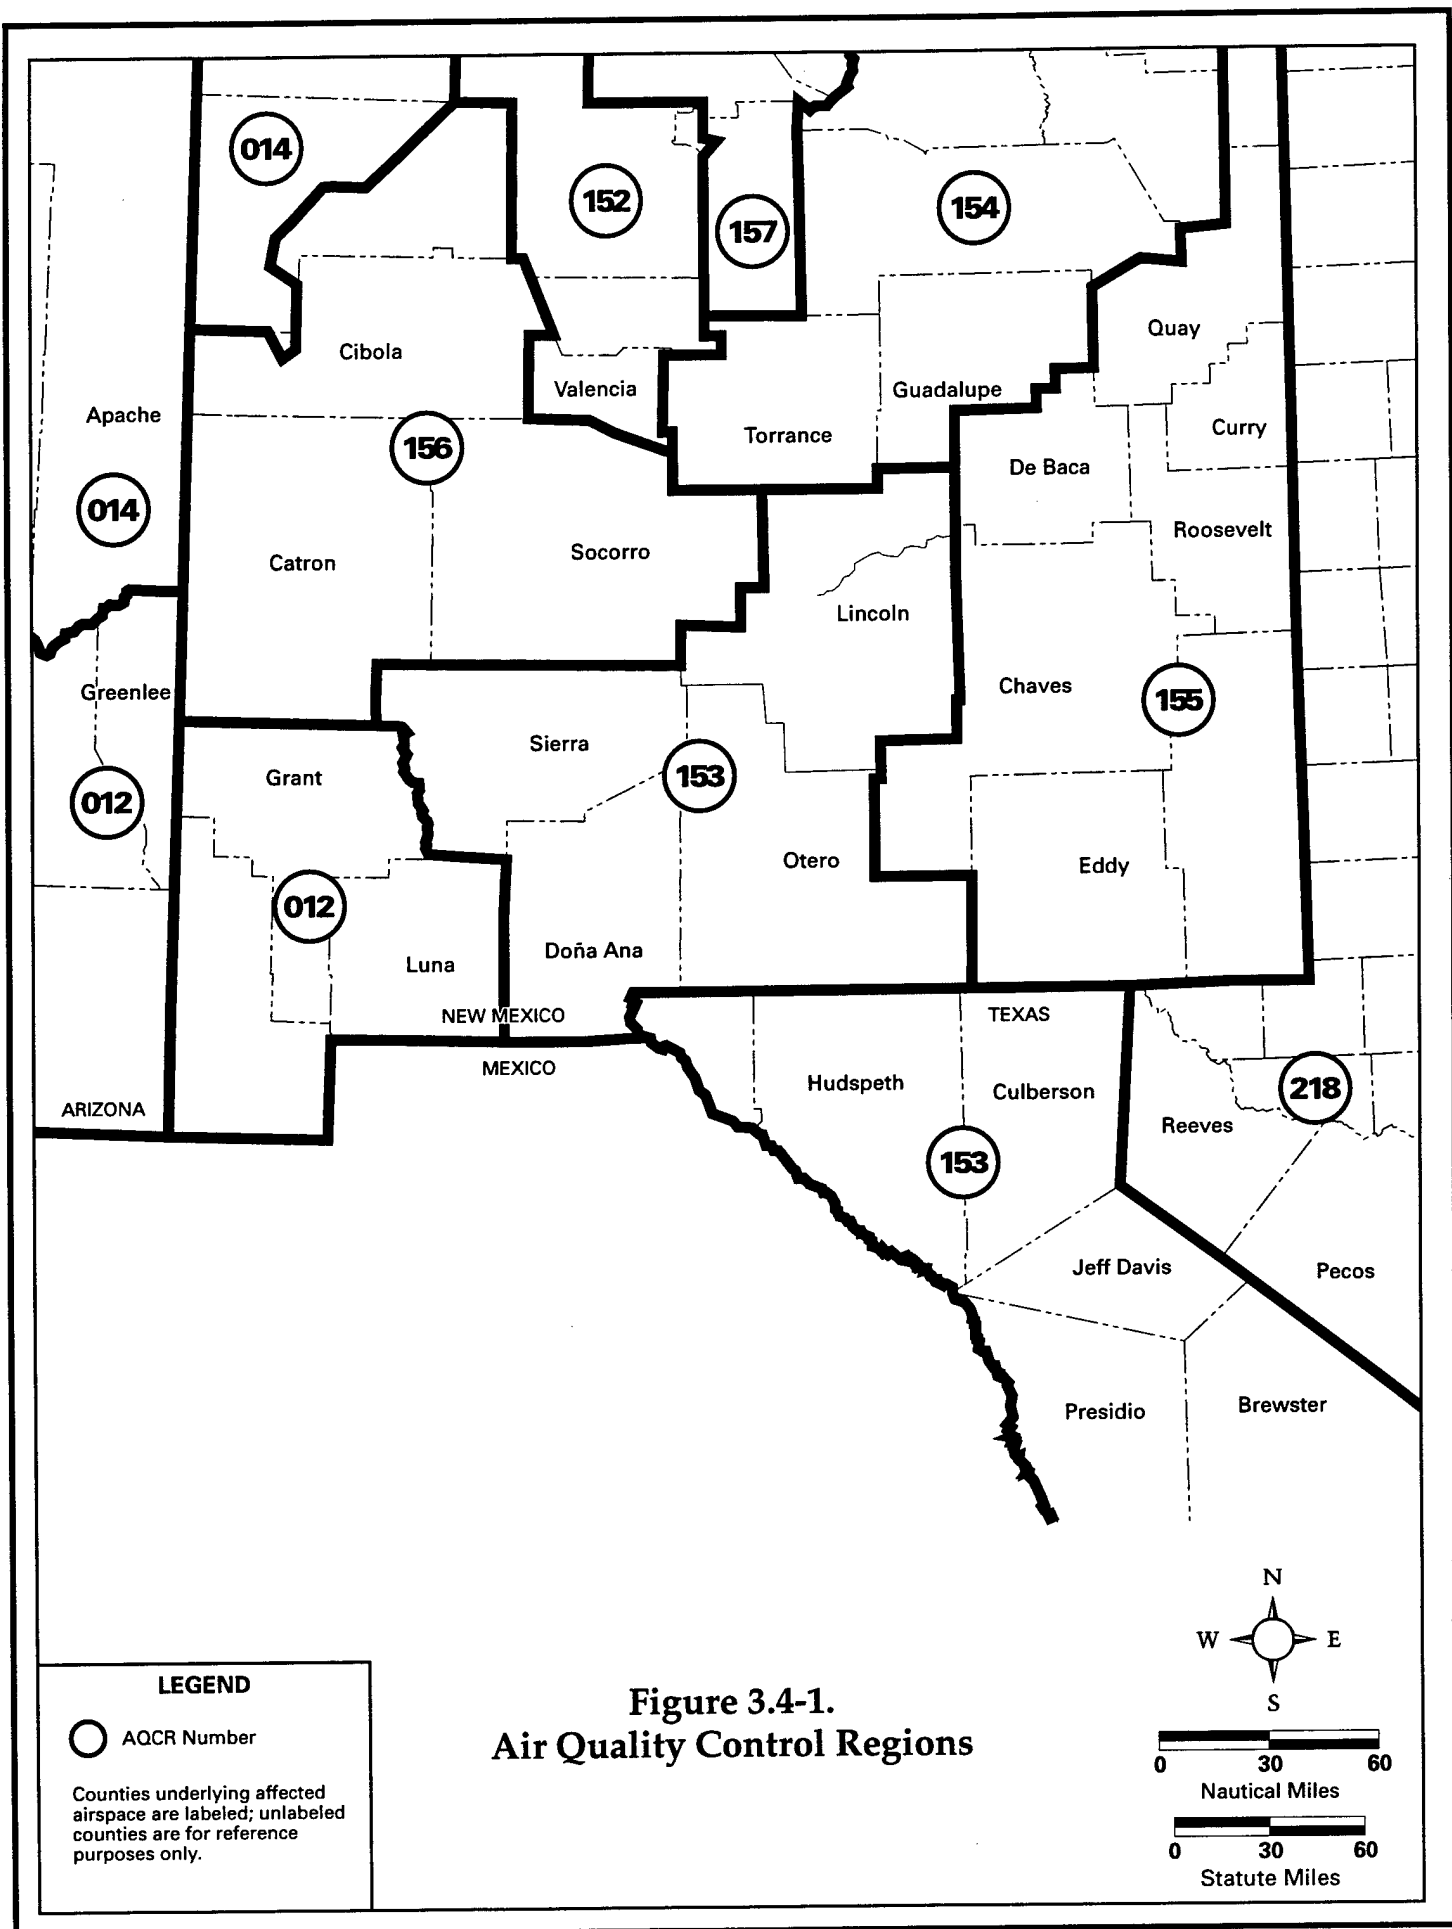 014
152
157
154
Quay
Cibola
Valencia
Guadalupe
Apache
Curry
Torrance
156
De Baca
014
Roosevelt
Socorro
Catron
Lincoln
Chaves
155
Greenlee
Sierra
153
Grant
012
Otero
Eddy
012
Doña Ana
Luna
NEW MEXICO
TEXAS
MEXICO
Hudspeth
Culberson
218
ARIZONA
Reeves
153
Jeff Davis
Pecos
Presidio
Brewster
N
W E
S
LEGEND
AQCR Number
Counties underlying affected
airspace are labeled; unlabeled
counties are for reference
purposes only.
Figure 3.4-1.
Air Quality Control Regions
0 30 60
Nautical Miles
0 30 60
Statute Miles